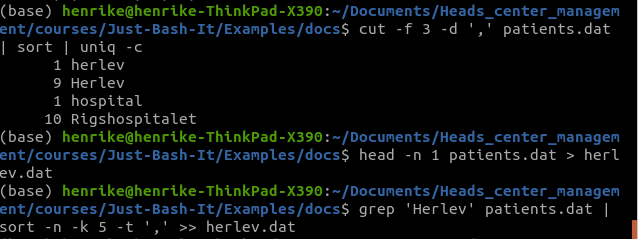 (base) henrike@henrike-ThinkPad-X390:~/Documents/Heads_center_managem
ent/courses/Just-Bash-It/Examples/docs$ cut -f 3 -d ',' patients.dat
| sort | uniq -c
      1 herlev
      9 Herlev
      1 hospital
     10 Rigshospitalet
(base) henrike@henrike-ThinkPad-X390:~/Documents/Heads_center_managem
ent/courses/Just-Bash-It/Examples/docs$ head -n 1 patients.dat > herl
ev.dat
(base) henrike@henrike-ThinkPad-X390:~/Documents/Heads_center_managem
ent/courses/Just-Bash-It/Examples/docs$ grep 'Herlev' patients.dat |
sort -n -k 5 -t ',' >> herlev.dat